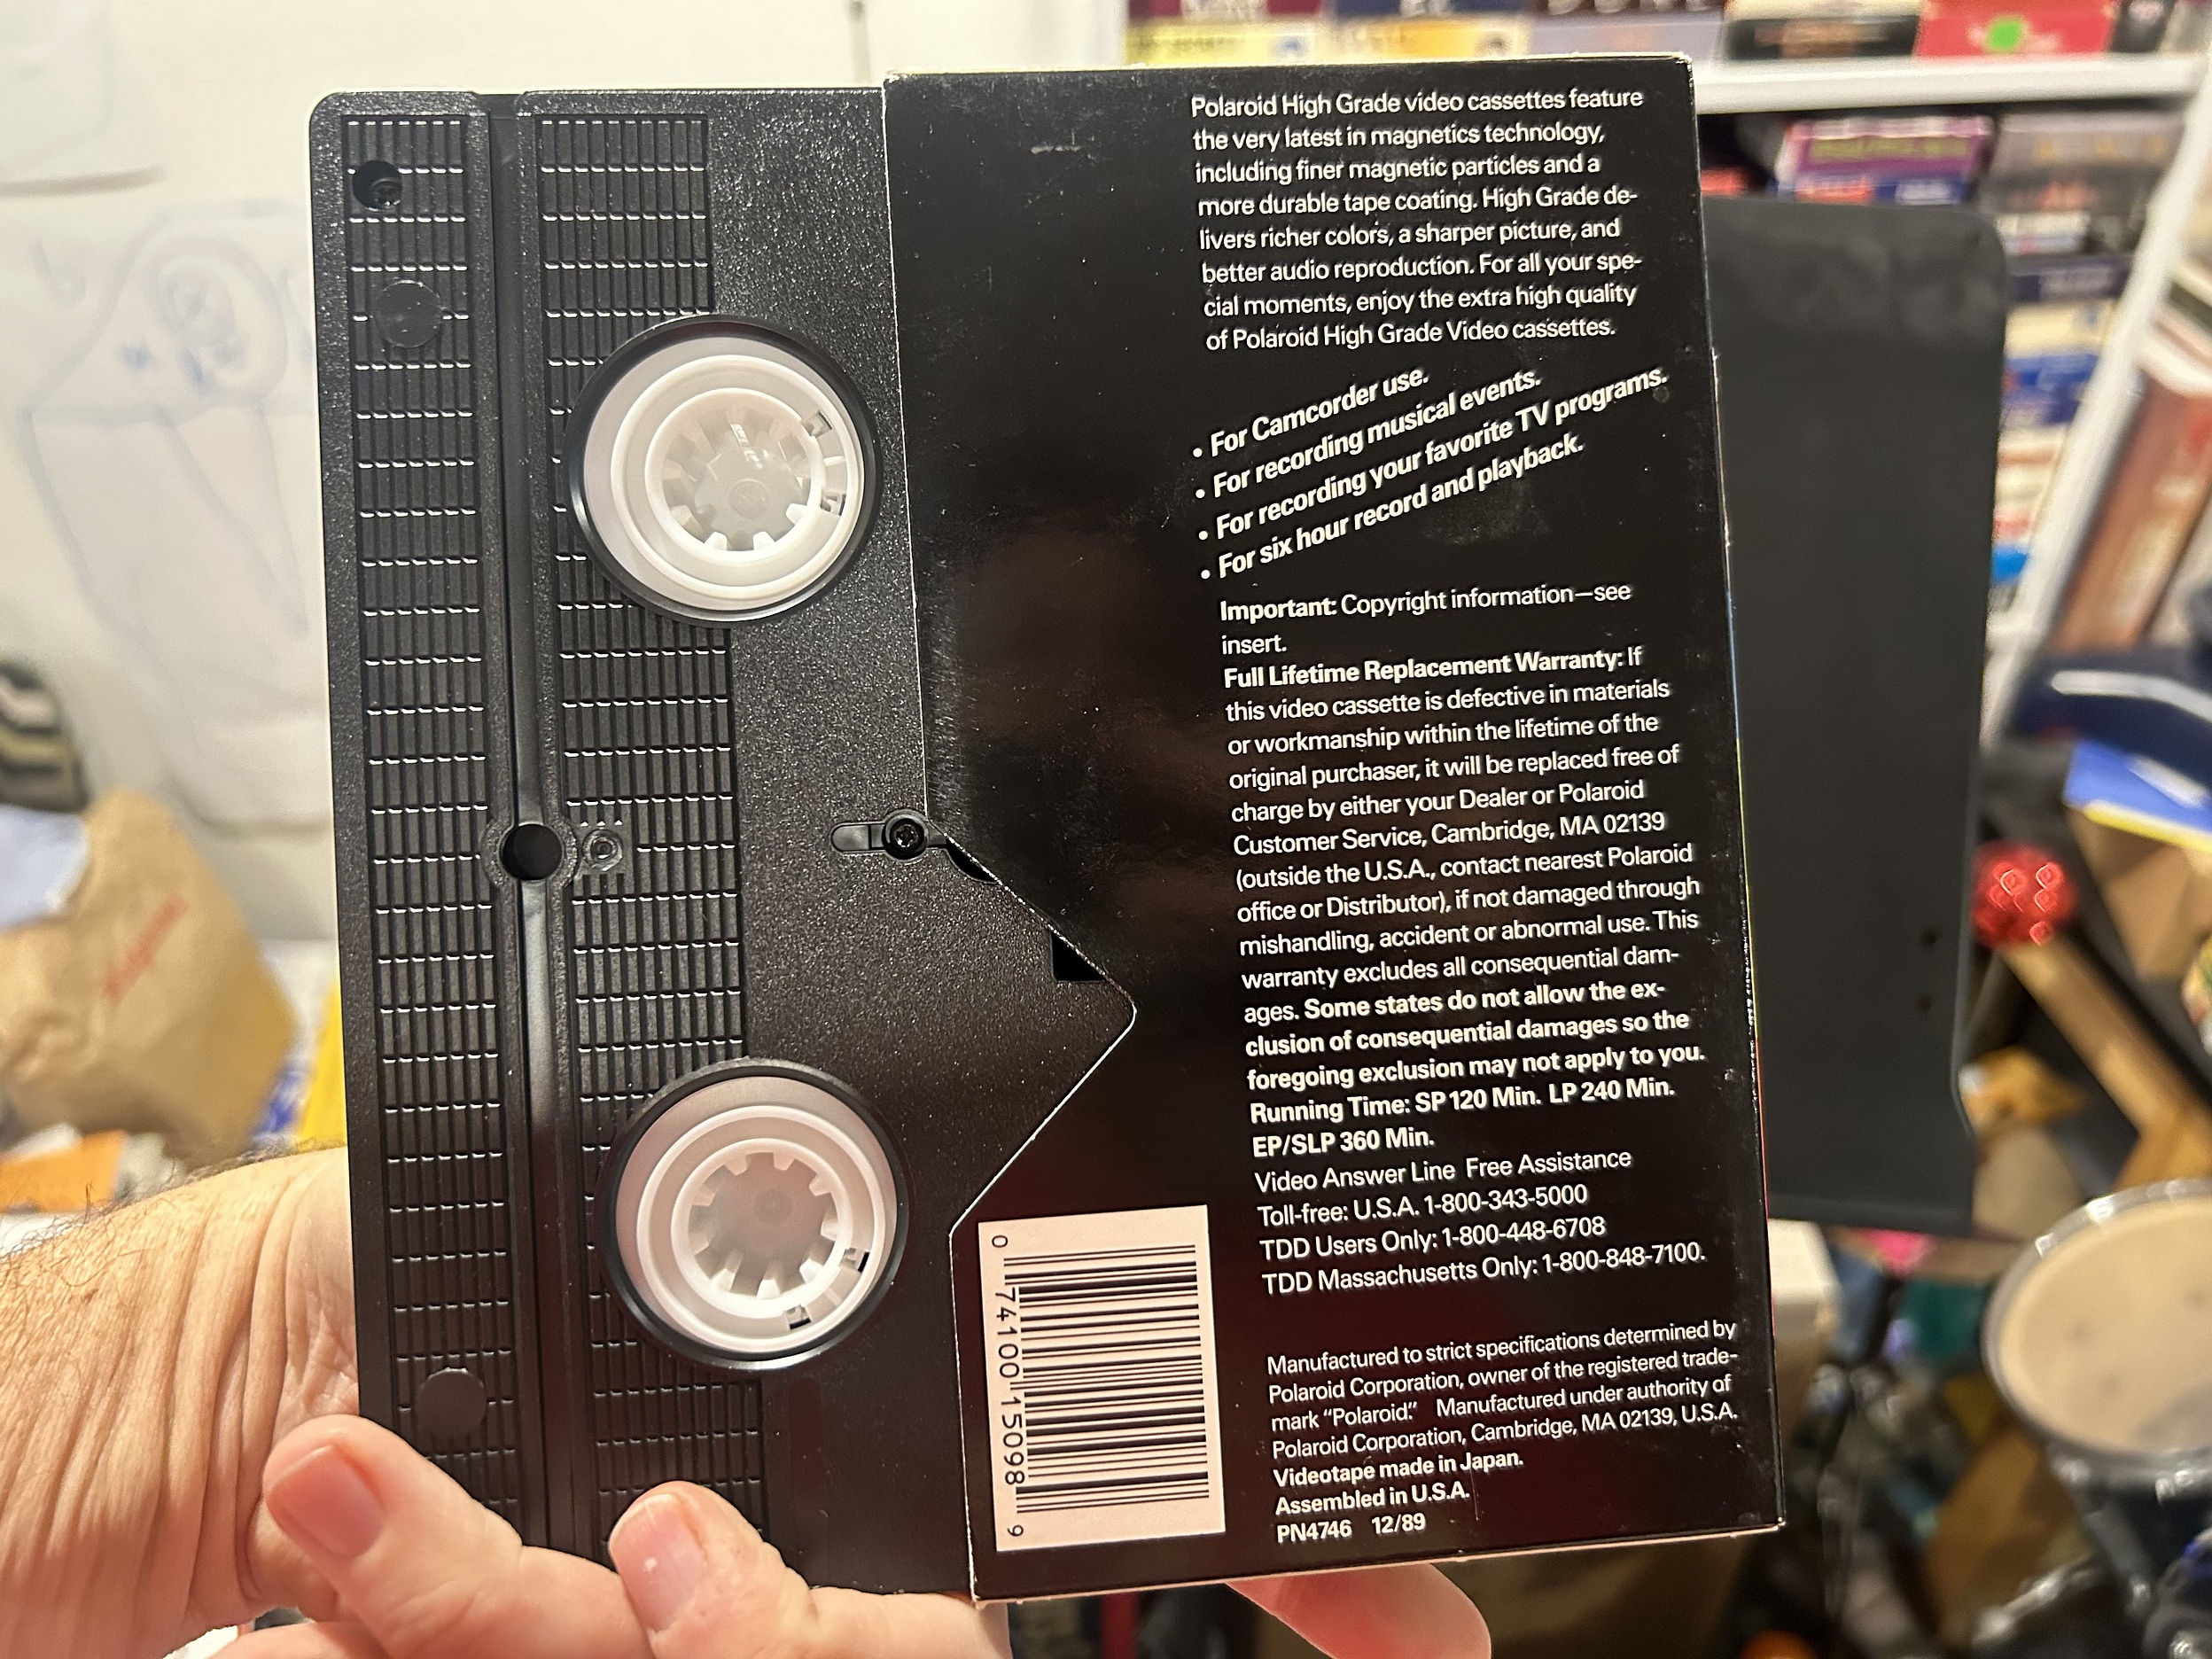 Polaroid High Grade video cassettes feature
the very latest in magnetics technology,
including finer magnetic particles and a
more durable tape coating. High Grade de-
livers richer colors, a sharper picture, and
better audio reproduction. For all your spe-
cial moments, enjoy the extra high quality
of Polaroid High Grade Video cassettes.
• For Camcorder use.
• For recording musical events.
• For recording your favorite TV programs.
• For six hour record and playback.
Important: Copyright information—see
insert.
Full Lifetime Replacement Warranty: If
this video cassette is defective in materials
or workmanship within the lifetime of the
original purchaser, it will be replaced free of
charge by either your Dealer or Polaroid
Customer Service, Cambridge, MA 02139
(outside the U.S.A., contact nearest Polaroid
office or Distributor), if not damaged through
mishandling, accident or abnormal use. This
warranty excludes all consequential dam-
ages. Some states do not allow the ex-
clusion of consequential damages so the
foregoing exclusion may not apply to you.
Running Time: SP 120 Min. LP 240 Min.
EP/SLP 360 Min.
Video Answer Line Free Assistance
Toll-free: U.S.A. 1-800-343-5000
TDD Users Only: 1-800-448-6708
TDD Massachusetts Only: 1-800-848-7100.
Manufactured to strict specifications determined by
Polaroid Corporation, owner of the registered trade-
mark “Polaroid.” Manufactured under authority of
Polaroid Corporation, Cambridge, MA 02139, U.S.A.
Videotape made in Japan.
Assembled in U.S.A.
PN4746 12/89
0 74100 15098 9